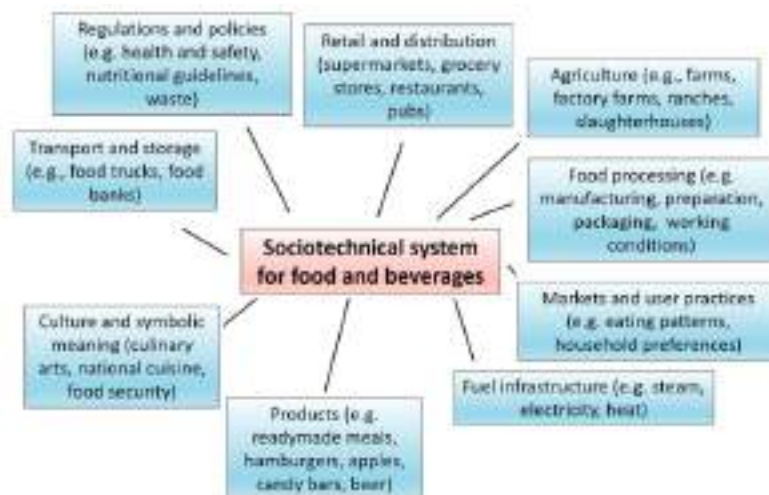 Regulations and policies
(e.g. health and safety,
nutritional guidelines,
waste)
Retail and distribution
(supermarkets, grocery
stores, restaurants,
pubs)
Agriculture (e.g., farms,
factory farms, ranches,
slaughterhouses)
Transport and storage
(e.g., food trucks, food
banks)
Food processing (e.g.
manufacturing, preparation,
packaging, working
conditions)
Sociotechnical system
for food and beverages
Markets and user practices
(e.g. eating patterns,
household preferences)
Culture and symbolic
meaning (culinary
arts, national cuisine,
food security)
Fuel infrastructure (e.g. steam,
electricity, heat)
Products (e.g.
readymade meals,
hamburgers, apples,
candy bars, beer)